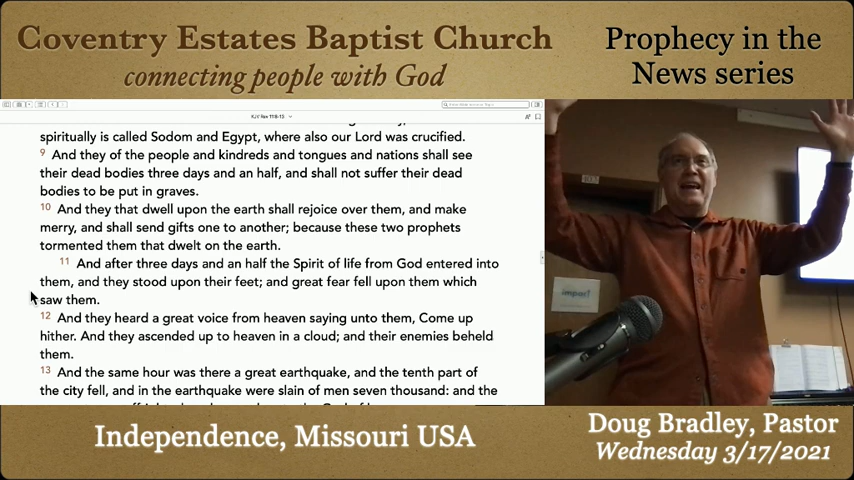 Coventry Estates Baptist Church
connecting people with God
Prophecy in the
News series
spiritually is called Sodom and Egypt, where also our Lord was crucified.
9 And they of the people and kindreds and tongues and nations shall see
their dead bodies three days and an half, and shall not suffer their dead
bodies to be put in graves.
10 And they that dwell upon the earth shall rejoice over them, and make
merry, and shall send gifts one to another; because these two prophets
tormented them that dwelt on the earth.
11 And after three days and an half the Spirit of life from God entered into
them, and they stood upon their feet; and great fear fell upon them which
saw them.
12 And they heard a great voice from heaven saying unto them, Come up
hither. And they ascended up to heaven in a cloud; and their enemies beheld
them.
13 And the same hour was there a great earthquake, and the tenth part of
the city fell, and in the earthquake were slain of men seven thousand: and the
Independence, Missouri USA
Doug Bradley, Pastor
Wednesday 3/17/2021